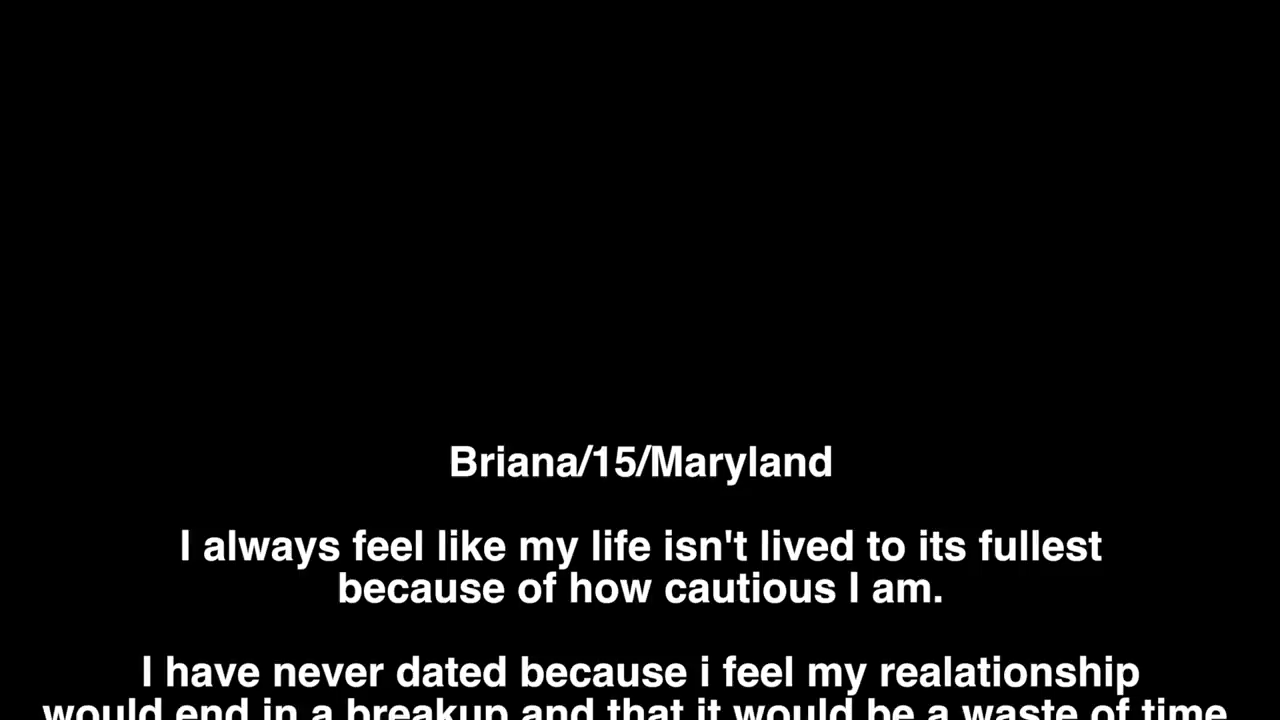 Briana/15/Maryland
I always feel like my life isn't lived to its fullest
because of how cautious I am.
I have never dated because i feel my realationship
would end in a breakup and that it would be a waste of time